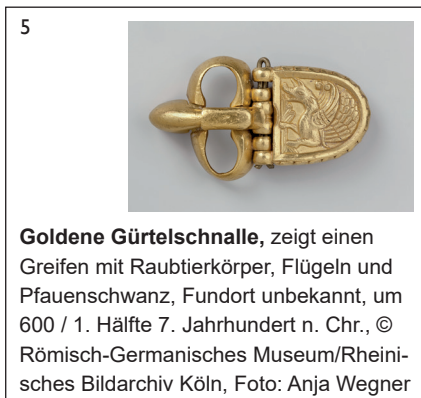 5
Goldene Gürtelschnalle, zeigt einen
Greifen mit Raubtierkörper, Flügeln und
Pfauenschwanz, Fundort unbekannt, um
600 / 1. Hälfte 7. Jahrhundert n. Chr., ©
Römisch-Germanisches Museum/Rheini-
sches Bildarchiv Köln, Foto: Anja Wegner